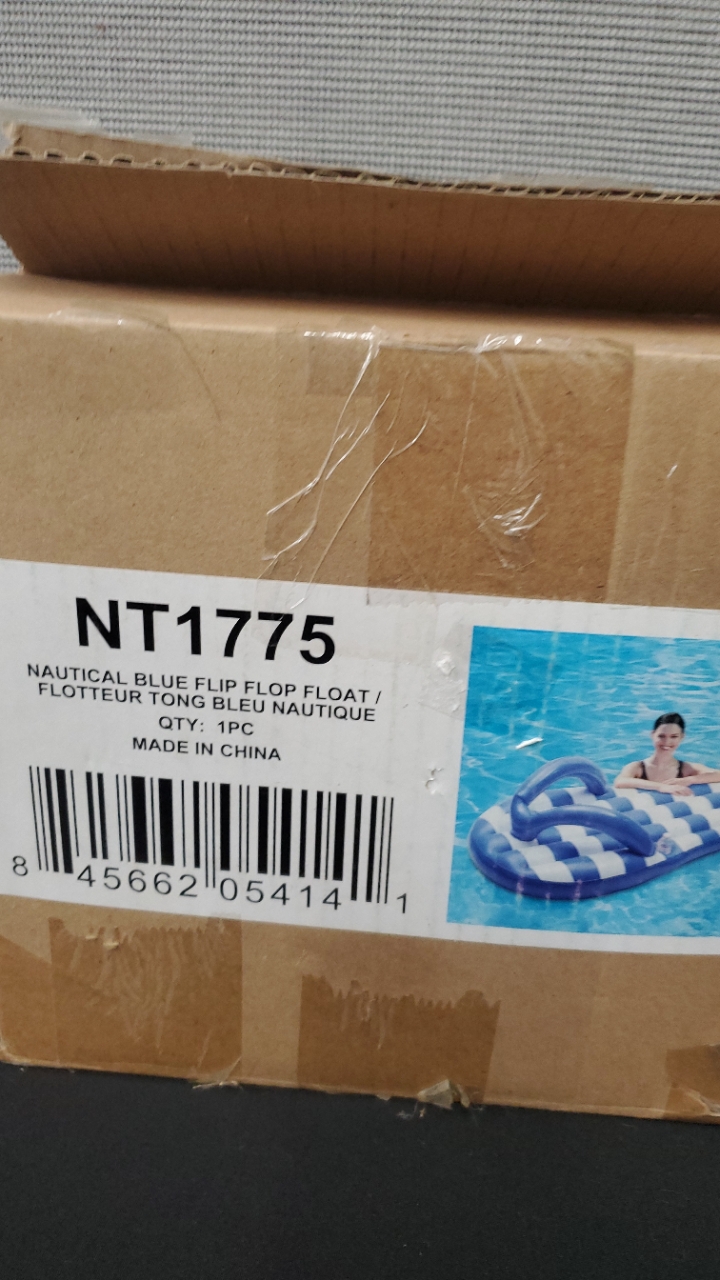 NT1775
NAUTICAL BLUE FLIP FLOP FLOAT /
FLOTTEUR TONG BLEU NAUTIQUE
QTY: 1PC
MADE IN CHINA
8 45662 05414 1